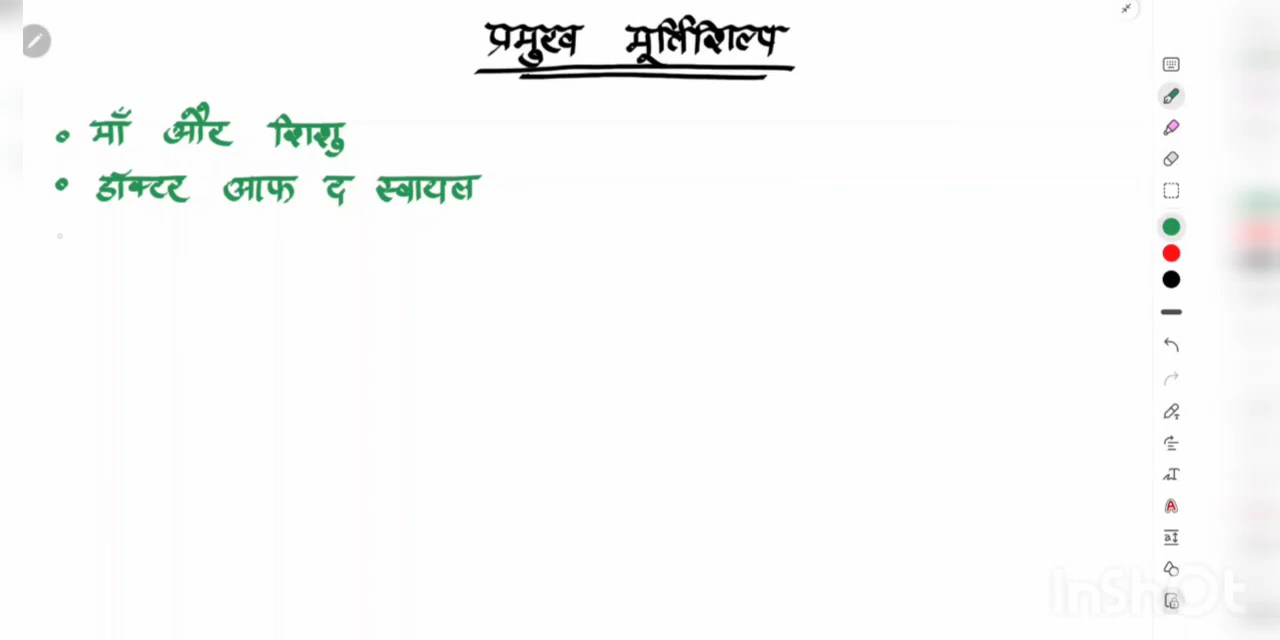 प्रमुख मूर्तिशिल्प
• माँ और शिशु
• डॉक्टर आफ द स्वायल
InShOt